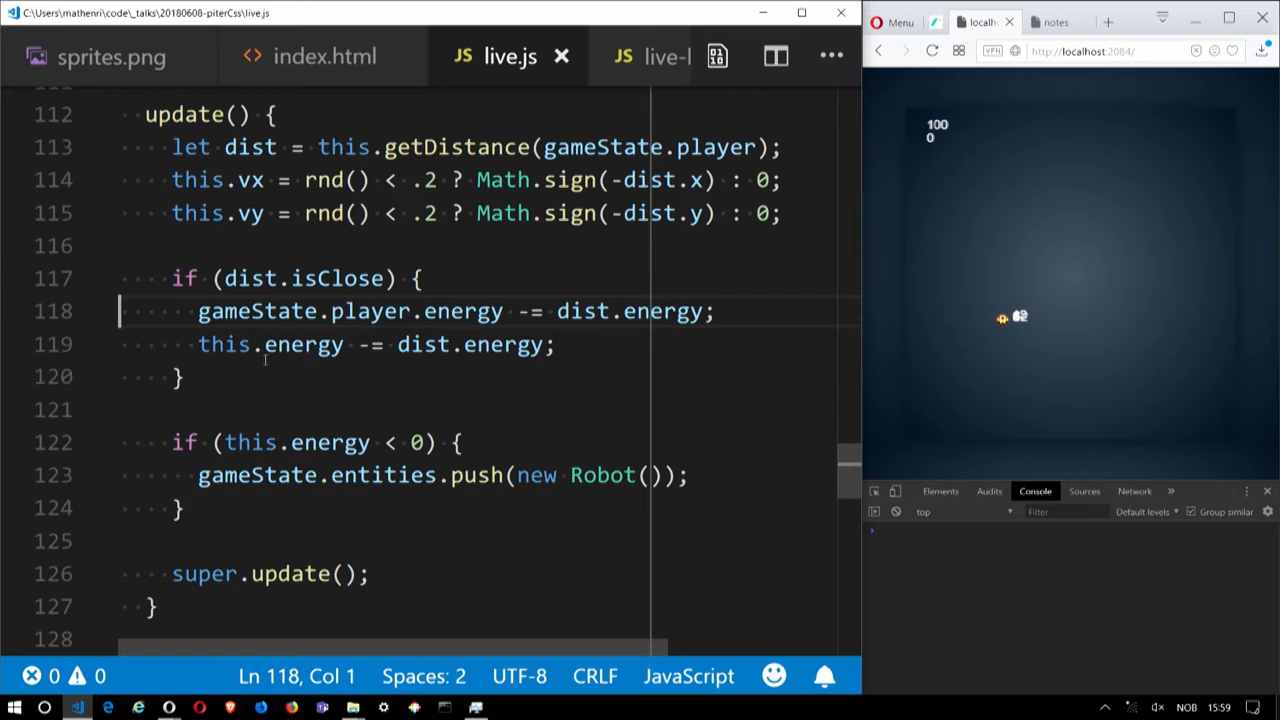 C:\Users\mathenri\code\_talks\20180608-piterCss\live.js
sprites.png
<> index.html
JS live.js
JS live-l
112 update() {
113 let dist = this.getDistance(gameState.player);
114 this.vx = rnd() < .2 ? Math.sign(-dist.x) : 0;
115 this.vy = rnd() < .2 ? Math.sign(-dist.y) : 0;
116
117 if (dist.isClose) {
118 gameState.player.energy -= dist.energy;
119 this.energy -= dist.energy;
120 }
121
122 if (this.energy < 0) {
123 gameState.entities.push(new Robot());
124 }
125
126 super.update();
127 }
128
0 0 Ln 118, Col 1 Spaces: 2 UTF-8 CRLF JavaScript
Menu
localh
notes
VPN http://localhost:2084/
100
0
Elements Audits Console Sources Network »
top Filter Default levels Group similar
NOB 15:59